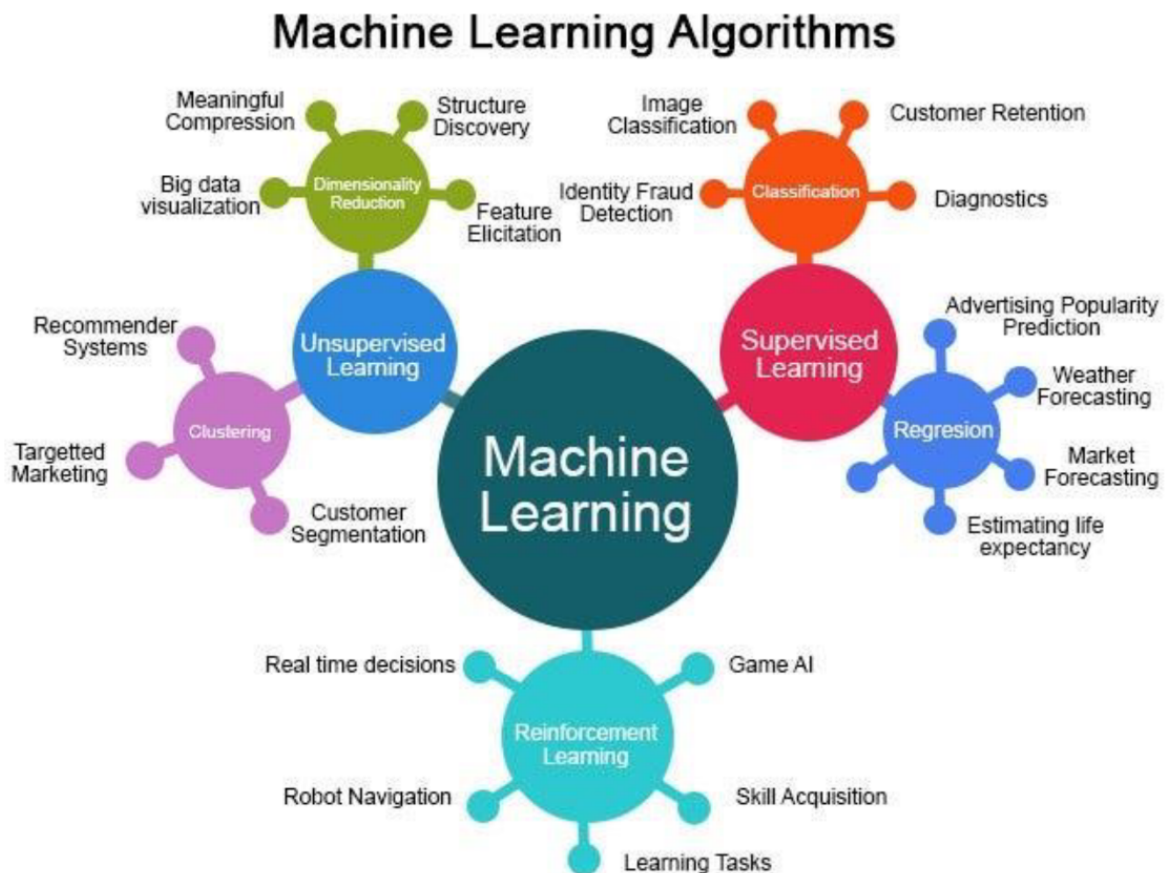 Machine Learning Algorithms
Meaningful
Compression
Structure
Discovery
Big data
visualization
Dimensionality
Reduction
Feature
Elicitation
Image
Classification
Customer Retention
Identity Fraud
Detection
Classification
Diagnostics
Recommender
Systems
Unsupervised
Learning
Clustering
Targetted
Marketing
Customer
Segmentation
Machine
Learning
Supervised
Learning
Advertising Popularity
Prediction
Weather
Forecasting
Regresion
Market
Forecasting
Estimating life
expectancy
Real time decisions
Game AI
Reinforcement
Learning
Robot Navigation
Skill Acquisition
Learning Tasks